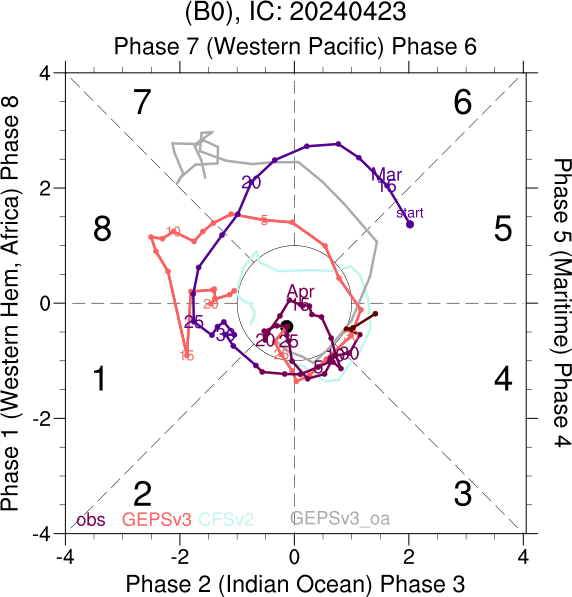 (B0), IC: 20240423
Phase 7 (Western Pacific) Phase 6
4
7
6
Mar
15
20
start
5
10
8
5
2
Phase 1 (Western Hem, Africa) Phase 8
Phase 5 (Maritime) Phase 4
Apr
15
20
0
25
30
20
25
25
15
5
30
1
4
-2
2
3
obs
GEPSv3
CFSv2
GEPSv3_oa
-4
-4
-2
0
2
4
Phase 2 (Indian Ocean) Phase 3